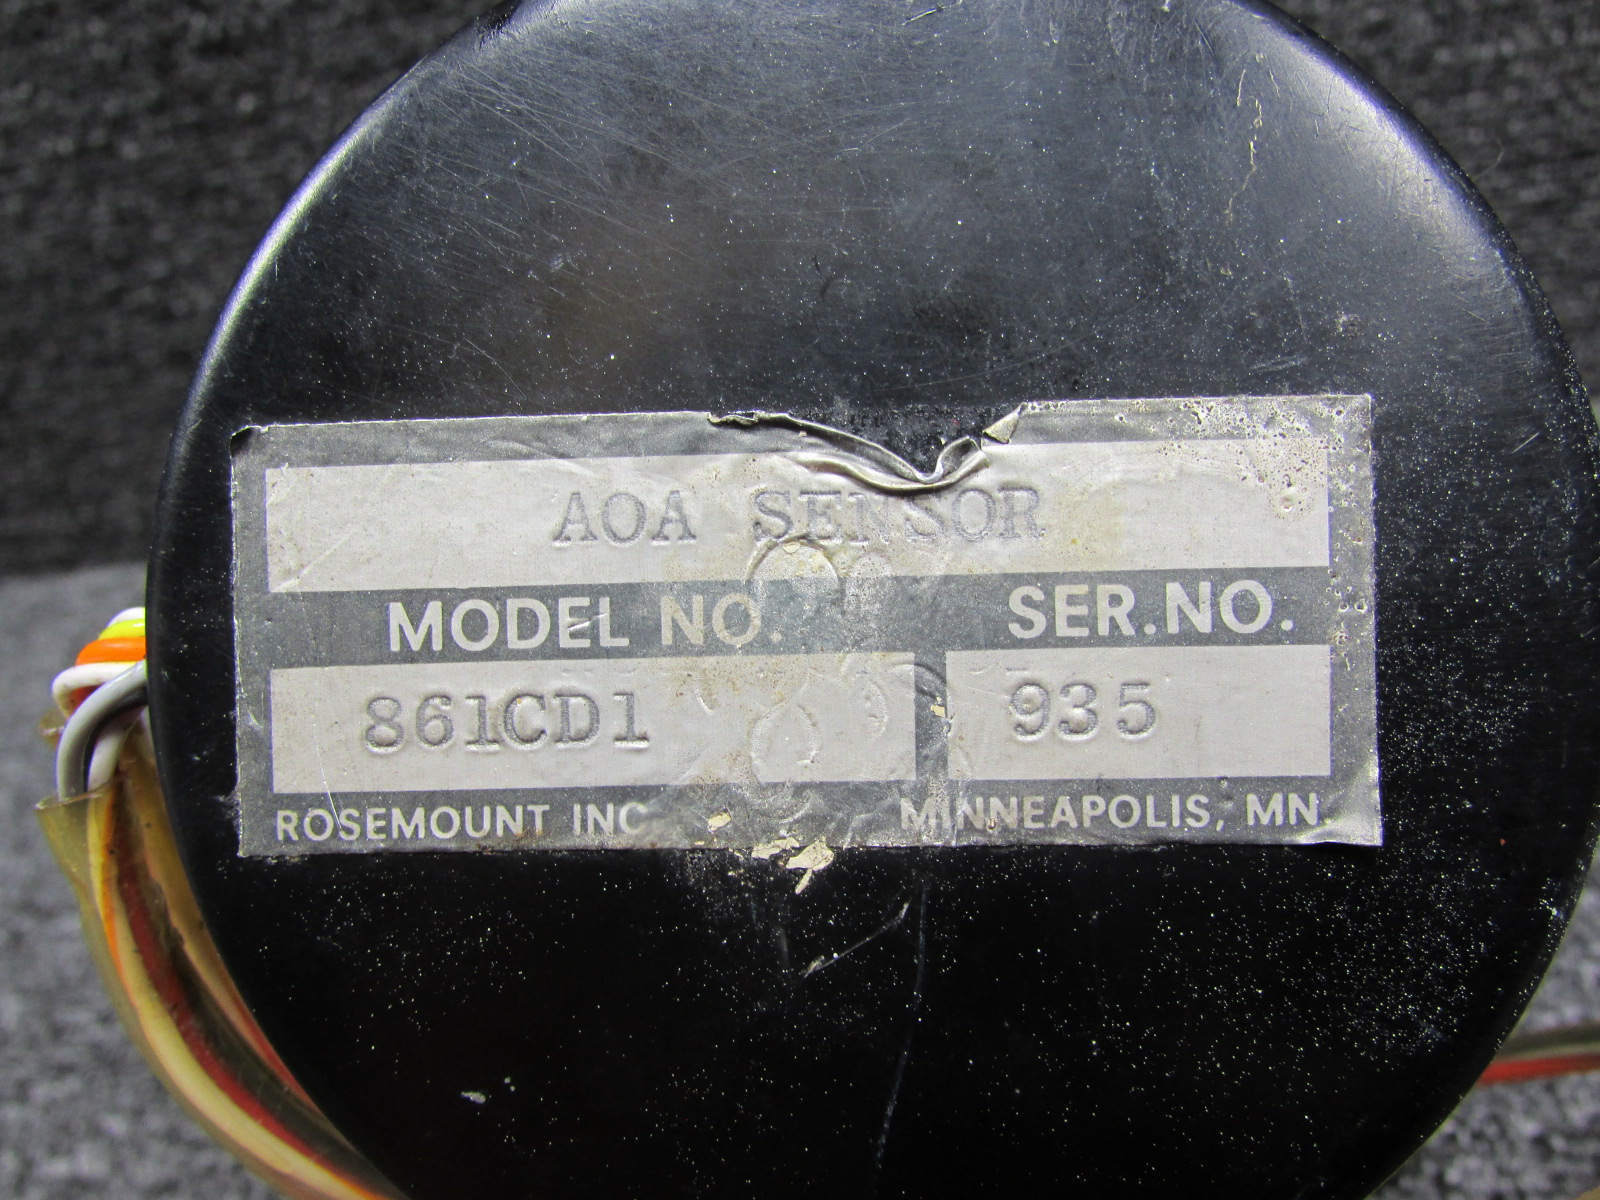 AOA SENSOR
MODEL NO. SER.NO.
861CD1 935
ROSEMOUNT INC MINNEAPOLIS, MN.